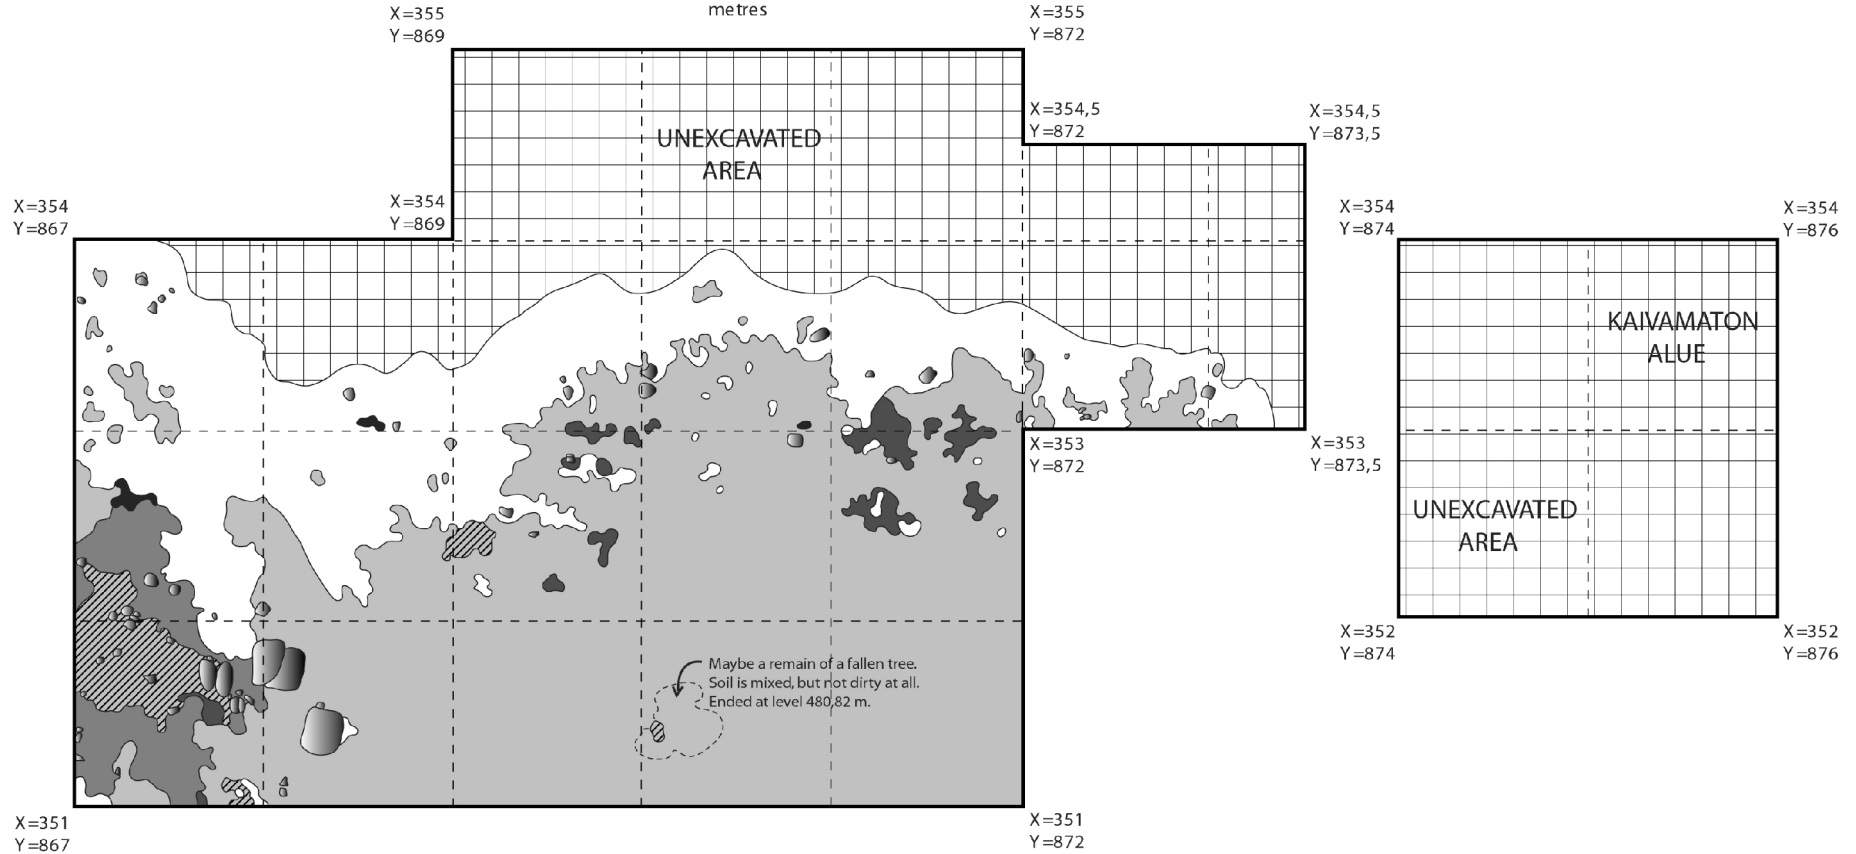 metres
X=355
Y=869
X=355
Y=872
X=354,5
Y=872
X=354,5
Y=873,5
UNEXCAVATED
AREA
X=354
Y=867
X=354
Y=869
X=354
Y=874
X=354
Y=876
KAIVAMATON
ALUE
UNEXCAVATED
AREA
X=353
Y=872
X=353
Y=873,5
X=352
Y=874
X=352
Y=876
Maybe a remain of a fallen tree.
Soil is mixed, but not dirty at all.
Ended at level 480,82 m.
X=351
Y=867
X=351
Y=872